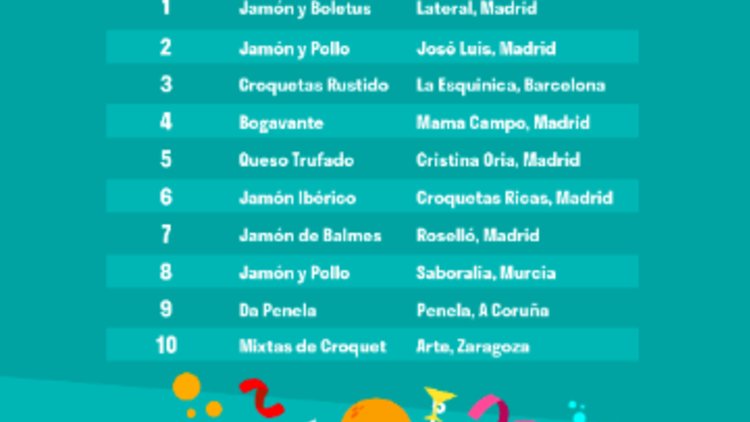 1 Jamón y Boletus Lateral, Madrid
2 Jamón y Pollo José Luis, Madrid
3 Croquetas Rustido La Esquinica, Barcelona
4 Bogavante Mama Campo, Madrid
5 Queso Trufado Cristina Oria, Madrid
6 Jamón Ibérico Croquetas Ricas, Madrid
7 Jamón de Balmes Roselló, Madrid
8 Jamón y Pollo Saboralia, Murcia
9 Da Penela Penela, A Coruña
10 Mixtas de Croquet Arte, Zaragoza